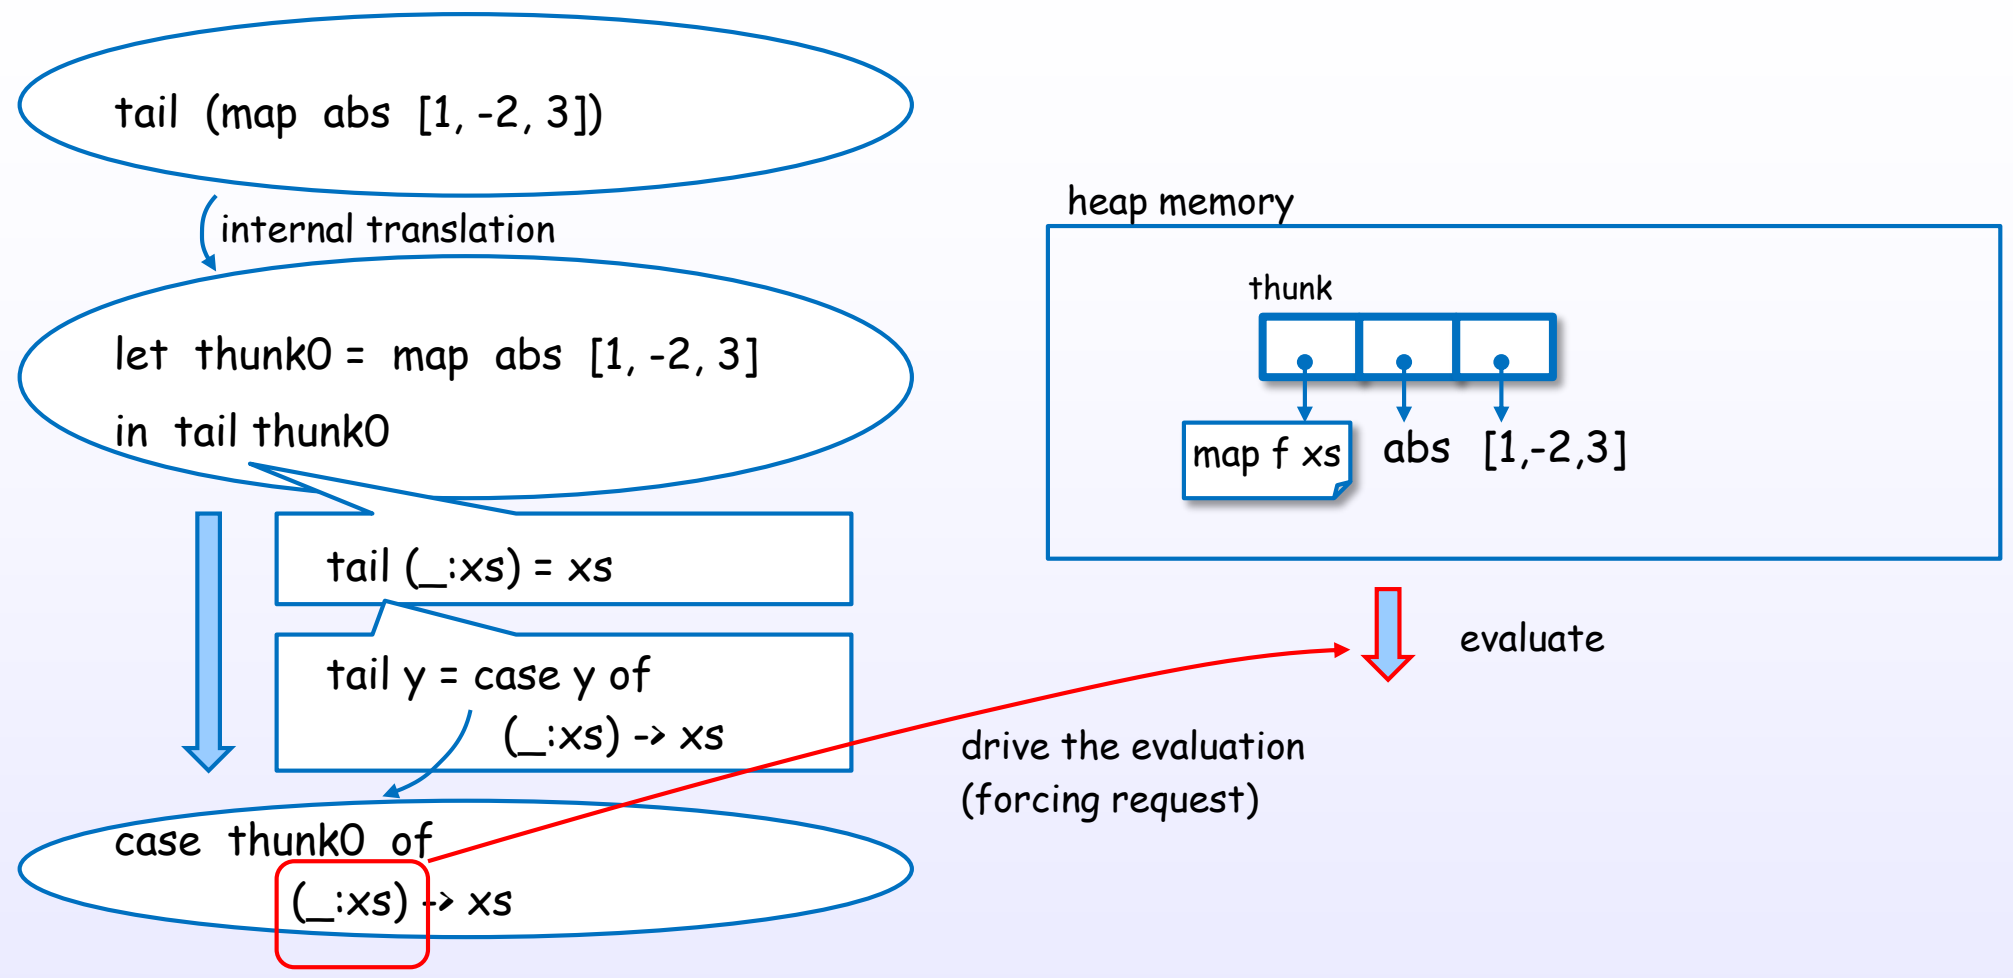 tail (map abs [1, -2, 3])
internal translation
let thunk0 = map abs [1, -2, 3]
in tail thunk0
tail (_:xs) = xs
tail y = case y of
(_:xs) -> xs
case thunk0 of
(_:xs) -> xs
heap memory
thunk
map f xs abs [1,-2,3]
evaluate
drive the evaluation
(forcing request)